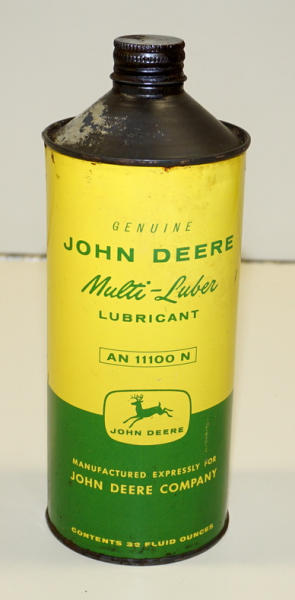 GENUINE
JOHN DEERE
Multi-Luber
LUBRICANT
AN 11100 N
JOHN DEERE
MANUFACTURED EXPRESSLY FOR
JOHN DEERE COMPANY
CONTENTS 32 FLUID OUNCES